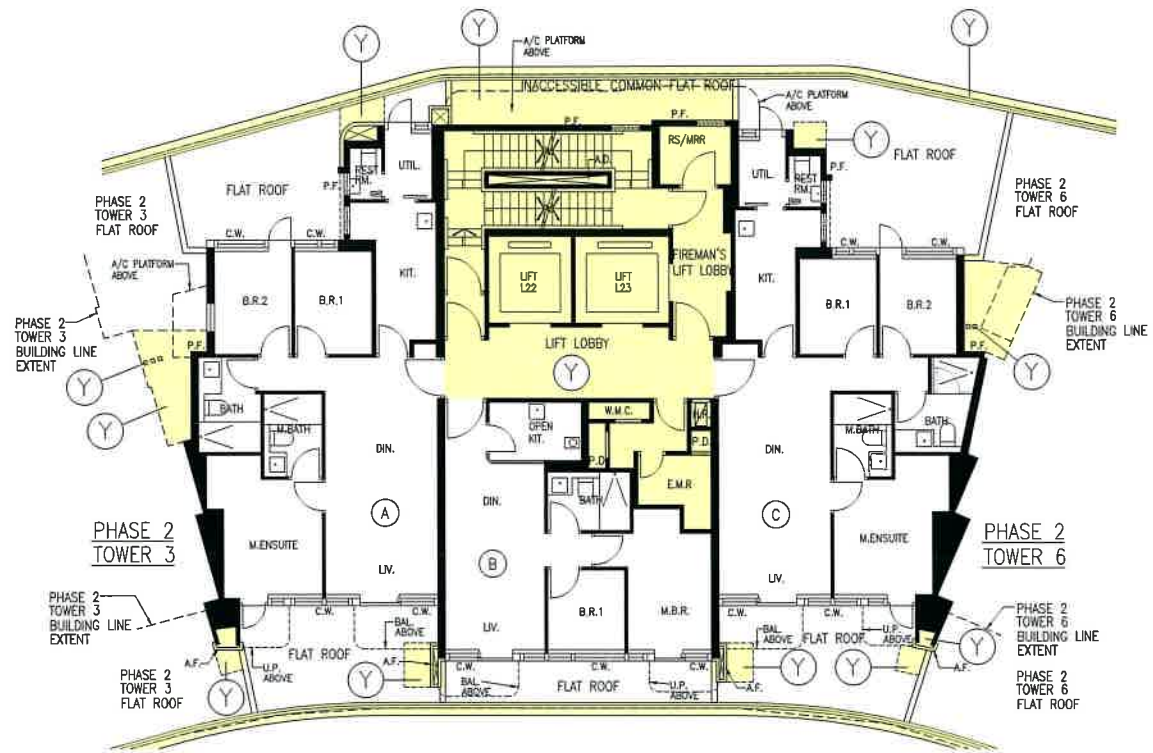 Y
Y
Y
A/C PLATFORM
ABOVE
INACCESSIBLE COMMON FLAT ROOF
Y
A/C PLATFORM
ABOVE
P.F.
P.F.
Y
UTIL.
REST
RM.
A.D.
RS/MRR
UTIL.
REST
RM.
P.F.
FLAT ROOF
FLAT ROOF
P.F.
PHASE 2
TOWER 3
FLAT ROOF
PHASE 2
TOWER 6
FLAT ROOF
C.W.
C.W.
C.W.
C.W.
A/C PLATFORM
ABOVE
KIT.
LIFT
L22
LIFT
L23
FIREMAN'S
LIFT LOBBY
KIT.
B.R.2
B.R.1
B.R.1
B.R.2
PHASE 2
TOWER 3
BUILDING LINE
EXTENT
PHASE 2
TOWER 6
BUILDING LINE
EXTENT
P.F.
LIFT LOBBY
P.F.
Y
Y
Y
Y
BATH
M.BATH
OPEN
KIT.
W.M.C.
H.R.
P.D.
P.D.
M.BATH
BATH
DIN.
DIN.
E.M.R
BATH
DIN.
A
C
PHASE 2
TOWER 3
PHASE 2
TOWER 6
M.ENSUITE
M.ENSUITE
B
LIV.
LIV.
LIV.
B.R.1
M.B.R.
PHASE 2
TOWER 3
BUILDING LINE
EXTENT
PHASE 2
TOWER 6
BUILDING LINE
EXTENT
C.W.
C.W.
C.W.
C.W.
BAL.
ABOVE
BAL.
ABOVE
U.P.
ABOVE
FLAT ROOF
FLAT ROOF
Y
A.F.
U.P.
ABOVE
A.F.
C.W.
C.W.
A.F.
A.F.
BAL.
ABOVE
FLAT ROOF
U.P.
ABOVE
Y
Y
Y
Y
PHASE 2
TOWER 3
FLAT ROOF
PHASE 2
TOWER 6
FLAT ROOF